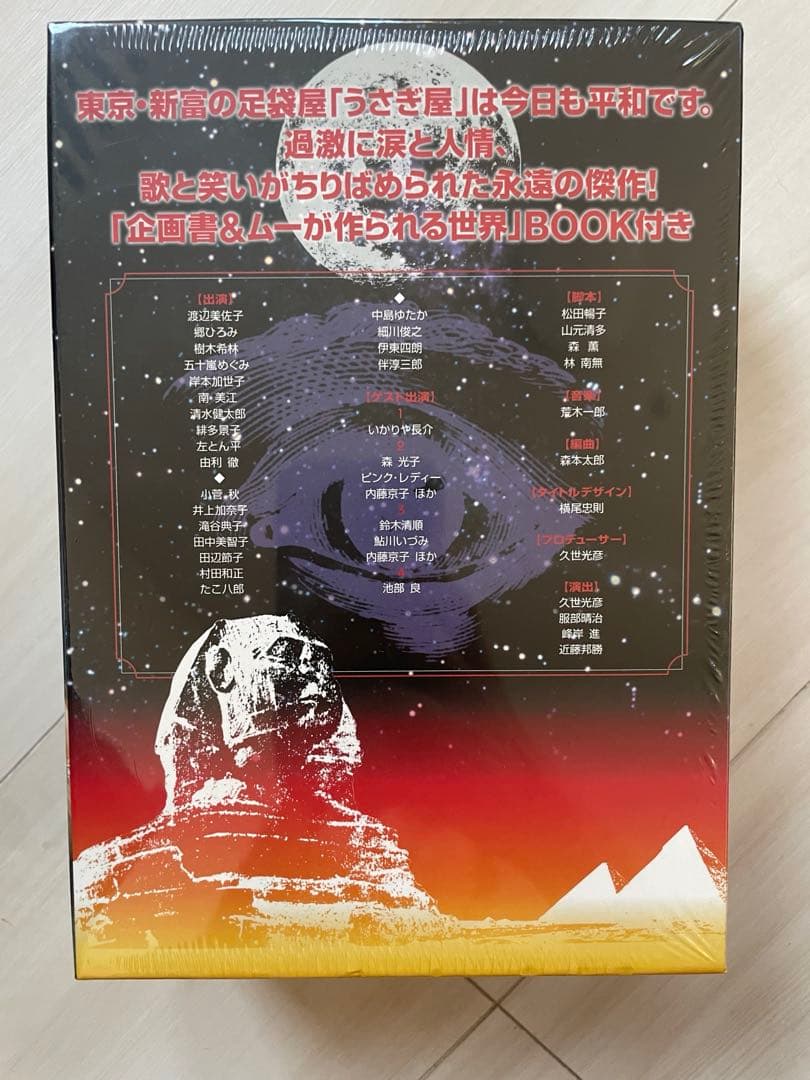 東京・新富の足袋屋「うさぎ屋」は今日も平和です。
過激に涙と人情、
歌と笑いがちりばめられた永遠の傑作!
「企画書&ムーが作られる世界」BOOK付き
【出演】
渡辺美佐子
郷ひろみ
樹木希林
五十嵐めぐみ
岸本加世子
南 美江
清水健太郎
緋多景子
左とん平
由利 徹
◆
小菅 秋
井上加奈子
滝谷典子
田中美智子
田辺節子
村田和正
たこ八郎
◆
中島ゆたか
細川俊之
伊東四朗
伴淳三郎
【ゲスト出演】
1
いかりや長介
2
森 光子
ピンク・レディー
内藤京子 ほか
3
鈴木清順
鮎川いづみ
内藤京子 ほか
4
池部 良
【脚本】
松田暢子
山元清多
森 薫
林 南無
【音楽】
荒木一郎
【編曲】
森本太郎
【タイトルデザイン】
横尾忠則
【プロデューサー】
久世光彦
【演出】
久世光彦
服部晴治
峰岸 進
近藤邦勝